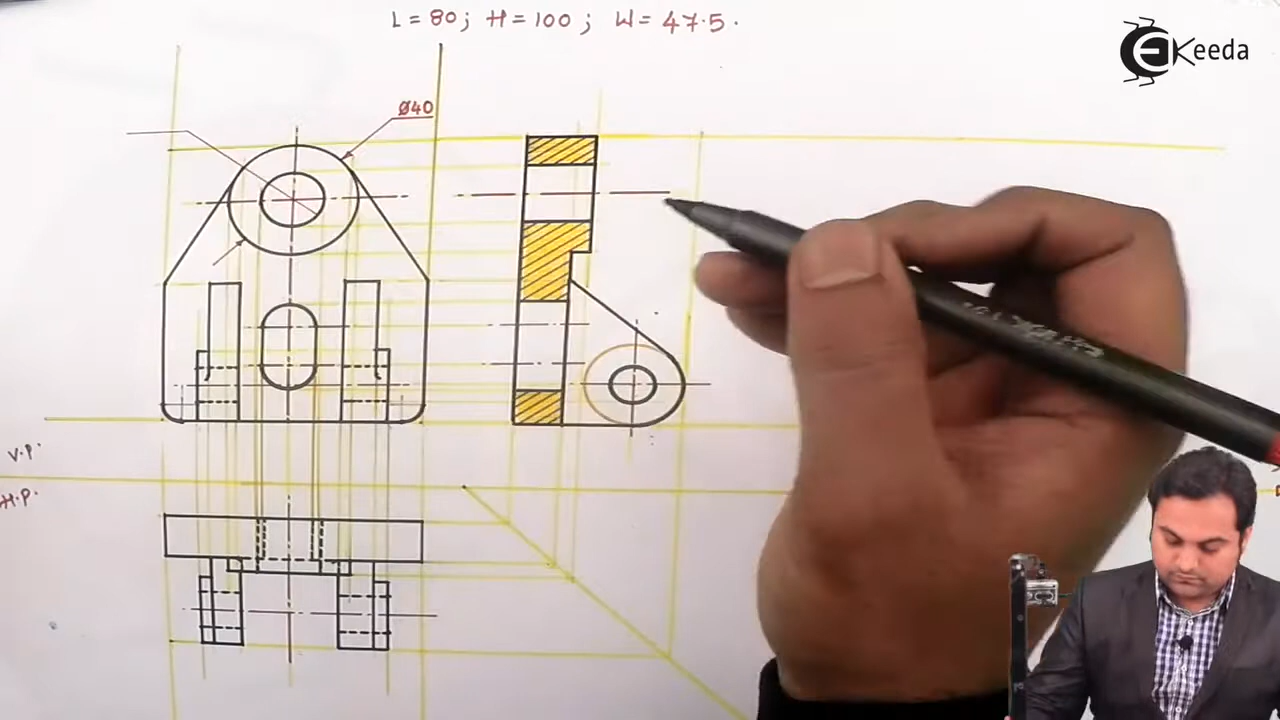 L = 80; H = 100; W = 47.5.
EKeeda
Ø40
V.P.
H.P.